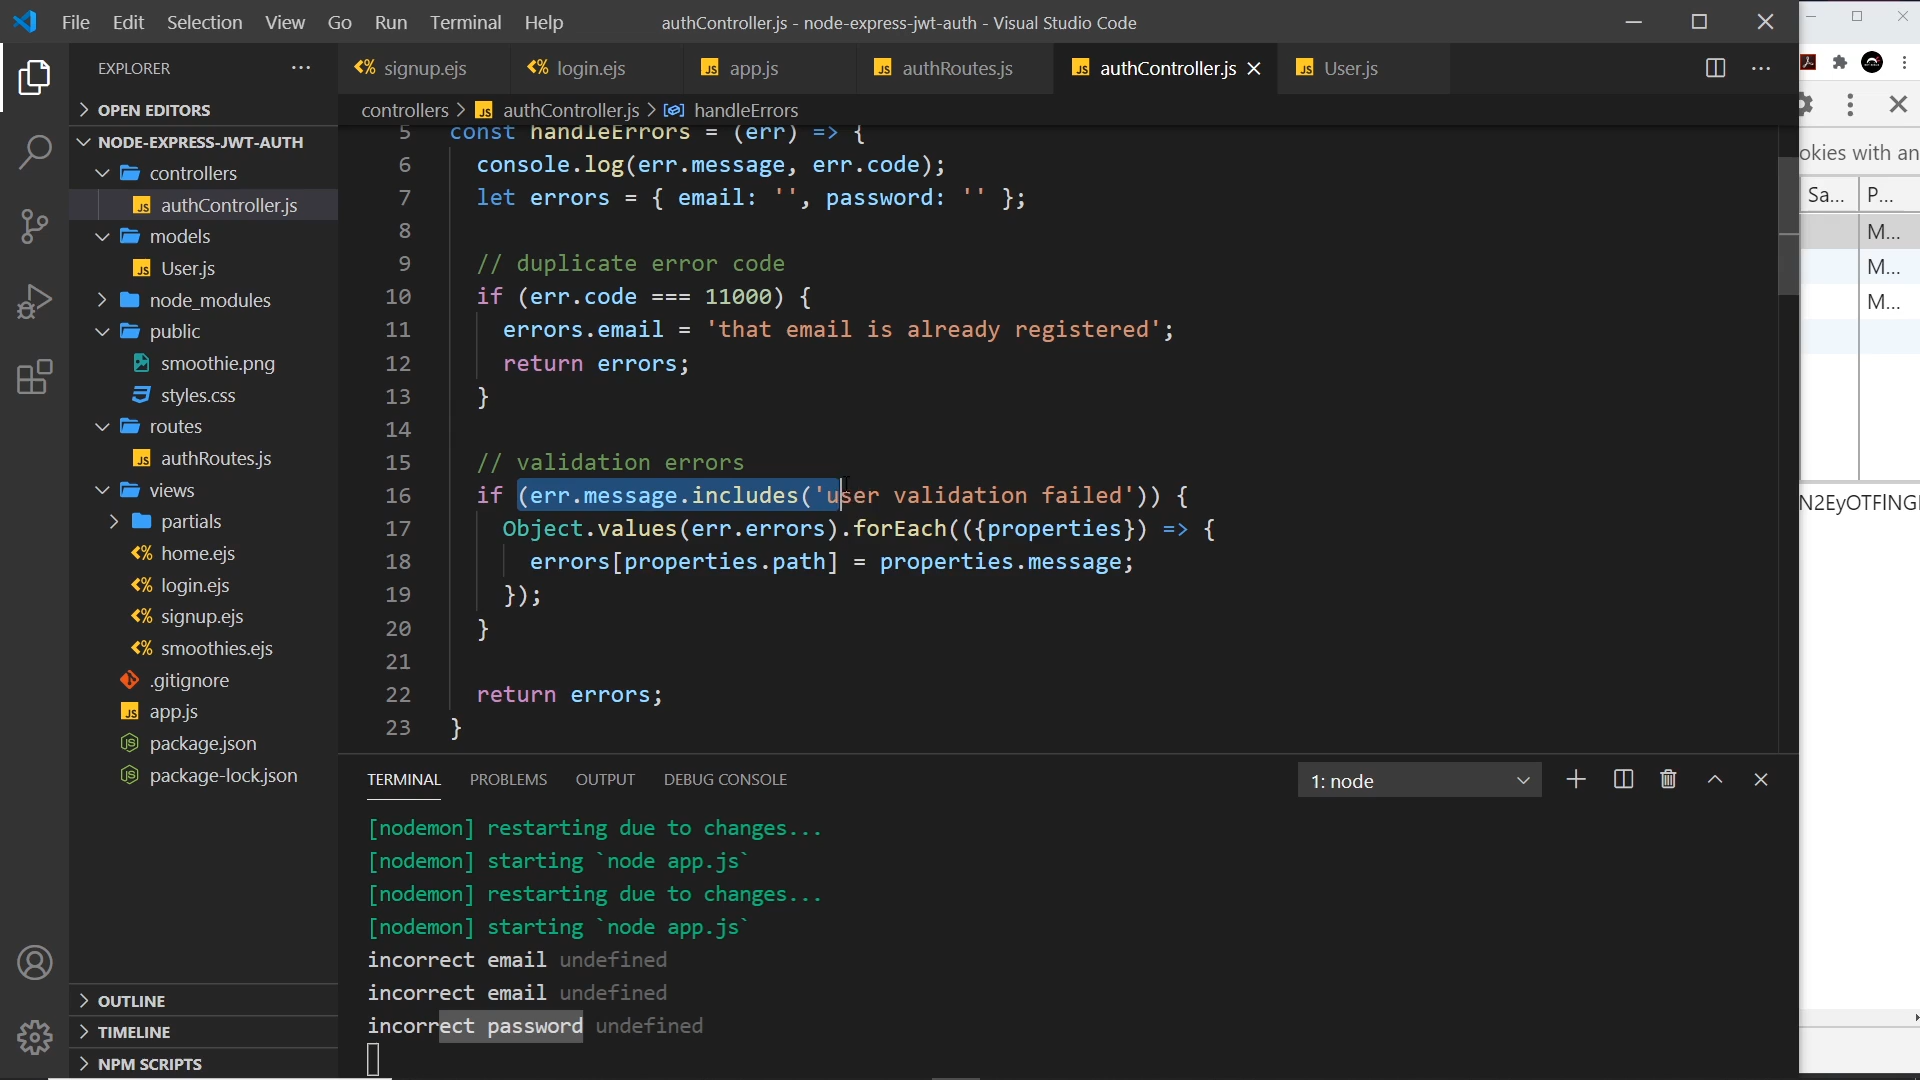 File Edit Selection View Go Run Terminal Help
authController.js - node-express-jwt-auth - Visual Studio Code
EXPLORER
OPEN EDITORS
NODE-EXPRESS-JWT-AUTH
controllers
authController.js
models
User.js
node_modules
public
smoothie.png
styles.css
routes
authRoutes.js
views
partials
home.ejs
login.ejs
signup.ejs
smoothies.ejs
.gitignore
app.js
package.json
package-lock.json
OUTLINE
TIMELINE
NPM SCRIPTS
signup.ejs login.ejs app.js authRoutes.js authController.js User.js
controllers > authController.js > handleErrors
5 const handleErrors = (err) => {
6 console.log(err.message, err.code);
7 let errors = { email: '', password: '' };
8
9 // duplicate error code
10 if (err.code === 11000) {
11 errors.email = 'that email is already registered';
12 return errors;
13 }
14
15 // validation errors
16 if (err.message.includes('user validation failed')) {
17 Object.values(err.errors).forEach(({properties}) => {
18 errors[properties.path] = properties.message;
19 });
20 }
21
22 return errors;
23 }
TERMINAL PROBLEMS OUTPUT DEBUG CONSOLE
1: node
[nodemon] restarting due to changes...
[nodemon] starting `node app.js`
[nodemon] restarting due to changes...
[nodemon] starting `node app.js`
incorrect email undefined
incorrect email undefined
incorrect password undefined
okies with an
Sa... P...
M...
M...
M...